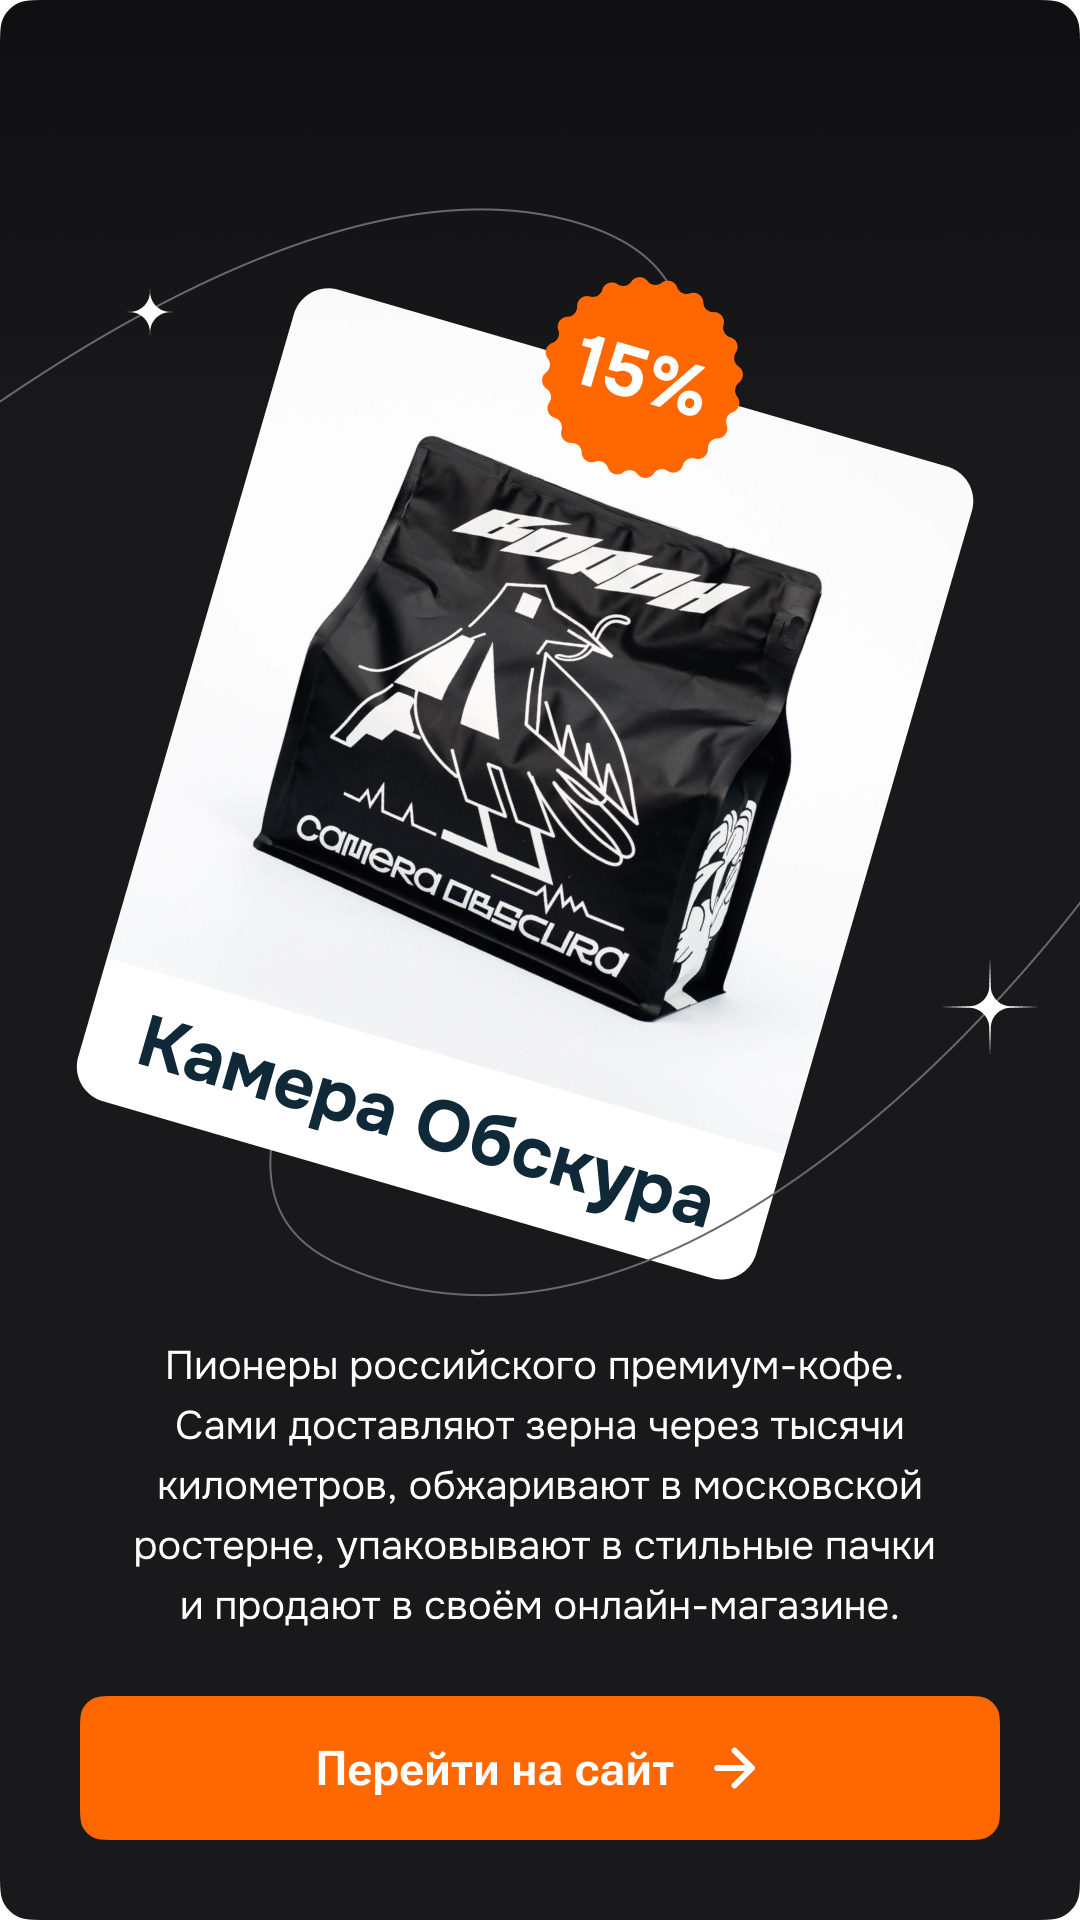 15%
ВОРОН
CAMERA OBSCURA
Камера Обскура
Пионеры российского премиум-кофе.
Сами доставляют зерна через тысячи
километров, обжаривают в московской
ростерне, упаковывают в стильные пачки
и продают в своём онлайн-магазине.
Перейти на сайт